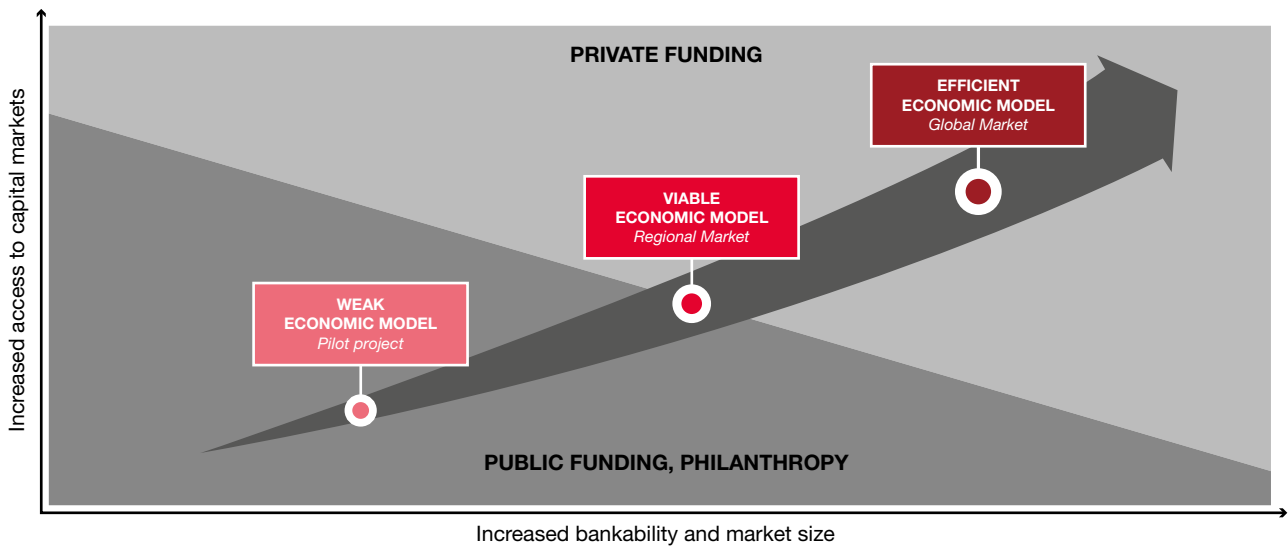 PRIVATE FUNDING
EFFICIENT
ECONOMIC MODEL
Global Market
VIABLE
ECONOMIC MODEL
Regional Market
WEAK
ECONOMIC MODEL
Pilot project
PUBLIC FUNDING, PHILANTHROPY
Increased access to capital markets
Increased bankability and market size